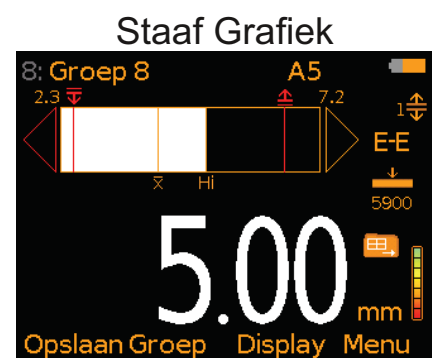 Staaf Grafiek
8: Groep 8 A5
2.3 7.2
1
E-E
x̄ Hi
5900
5.00
mm
Opslaan Groep Display Menu